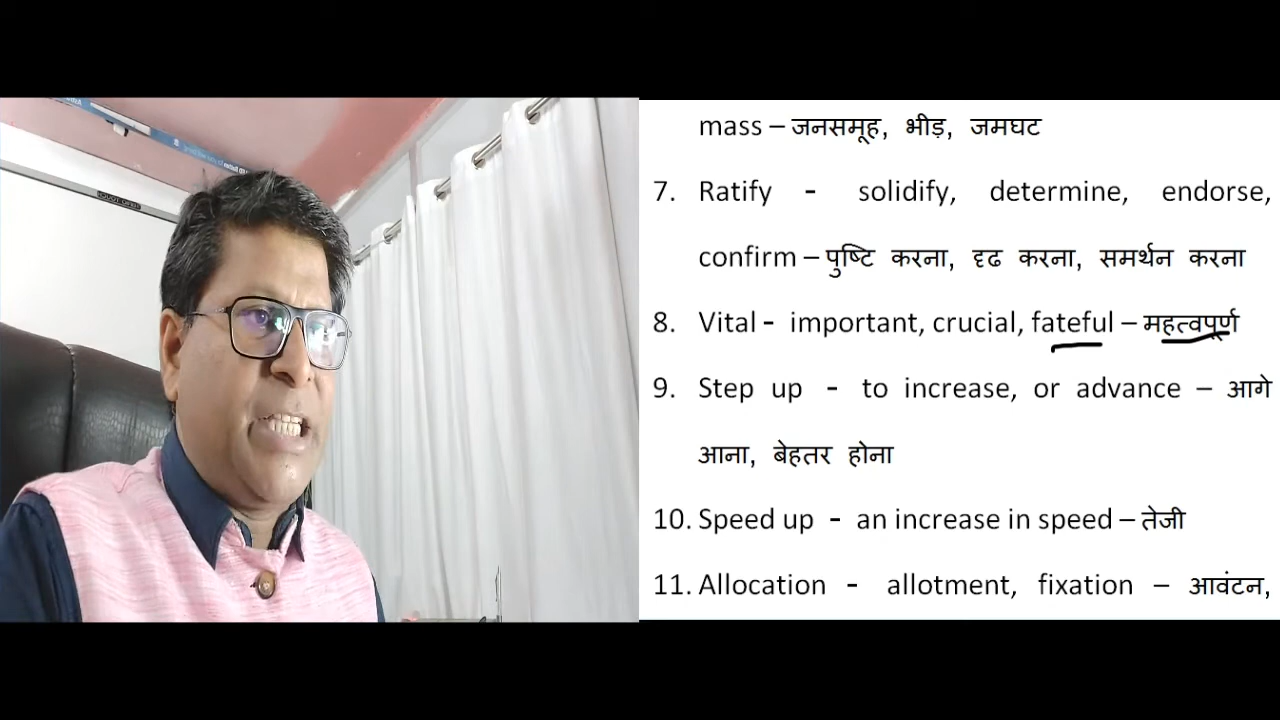 mass – जनसमूह, भीड़, जमघट
7. Ratify - solidify, determine, endorse,
confirm – पुष्टि करना, दृढ करना, समर्थन करना
8. Vital - important, crucial, fateful – महत्वपूर्ण
9. Step up - to increase, or advance – आगे
आना, बेहतर होना
10. Speed up - an increase in speed – तेजी
11. Allocation - allotment, fixation – आवंटन,